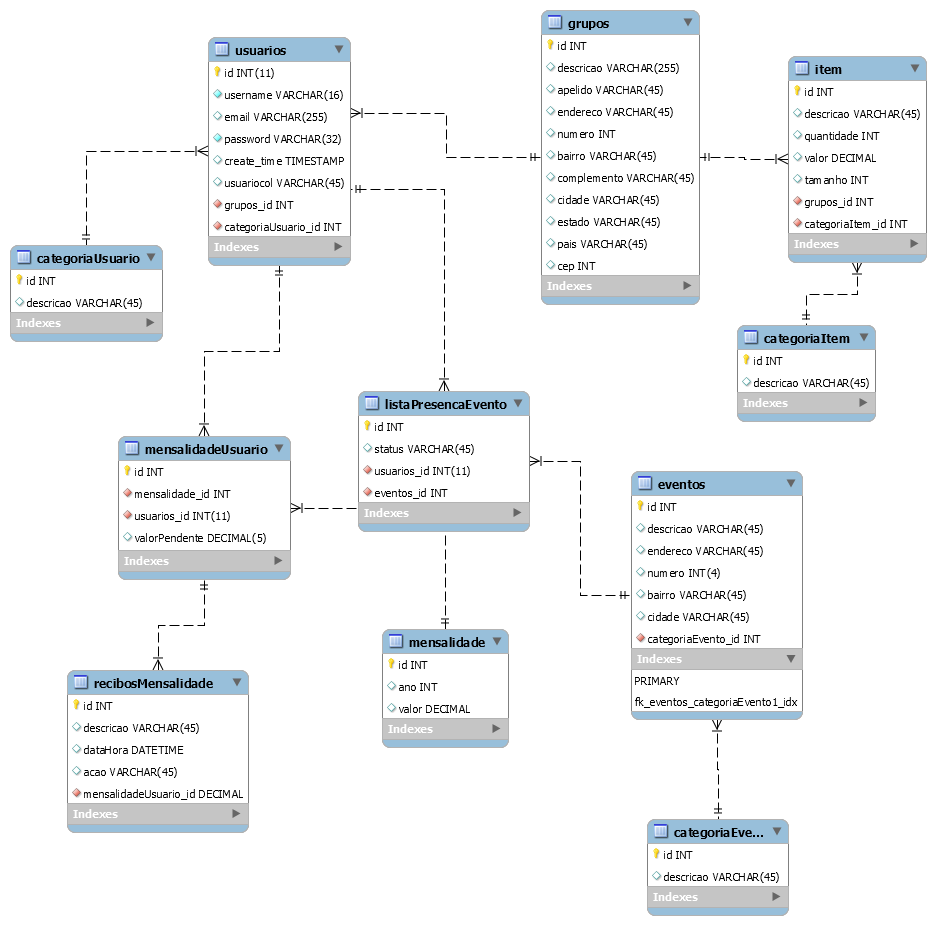 usuarios
id INT(11)
username VARCHAR(16)
email VARCHAR(255)
password VARCHAR(32)
create_time TIMESTAMP
usuariocol VARCHAR(45)
grupos_id INT
categoriaUsuario_id INT
Indexes
grupos
id INT
descricao VARCHAR(255)
apelido VARCHAR(45)
endereco VARCHAR(45)
numero INT
bairro VARCHAR(45)
complemento VARCHAR(45)
cidade VARCHAR(45)
estado VARCHAR(45)
pais VARCHAR(45)
cep INT
Indexes
item
id INT
descricao VARCHAR(45)
quantidade INT
valor DECIMAL
tamanho INT
grupos_id INT
categoriaItem_id INT
Indexes
categoriaUsuario
id INT
descricao VARCHAR(45)
Indexes
categoriaItem
id INT
descricao VARCHAR(45)
Indexes
listaPresencaEvento
id INT
status VARCHAR(45)
usuarios_id INT(11)
eventos_id INT
Indexes
mensalidadeUsuario
id INT
mensalidade_id INT
usuarios_id INT(11)
valorPendente DECIMAL(5)
Indexes
eventos
id INT
descricao VARCHAR(45)
endereco VARCHAR(45)
numero INT(4)
bairro VARCHAR(45)
cidade VARCHAR(45)
categoriaEvento_id INT
Indexes
PRIMARY
fk_eventos_categoriaEvento1_idx
mensalidade
id INT
ano INT
valor DECIMAL
Indexes
recibosMensalidade
id INT
descricao VARCHAR(45)
dataHora DATETIME
acao VARCHAR(45)
mensalidadeUsuario_id DECIMAL
Indexes
categoriaEve...
id INT
descricao VARCHAR(45)
Indexes